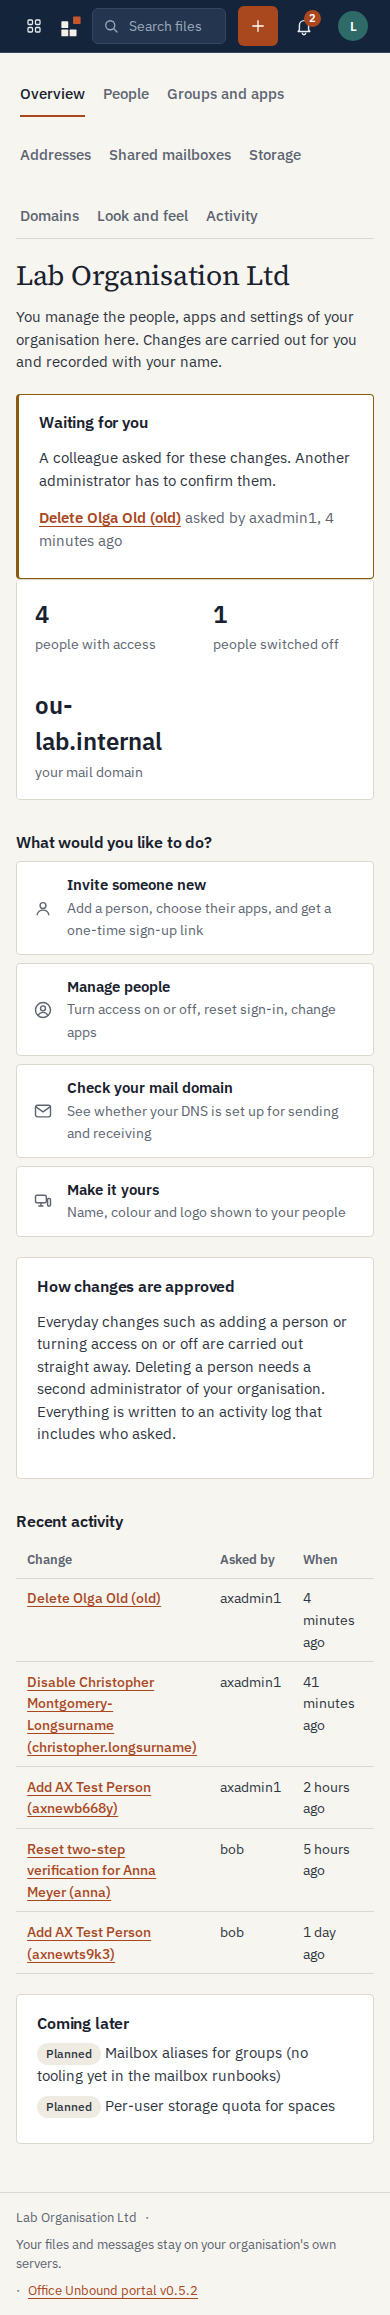 Search files
2
L
Overview People Groups and apps
Addresses Shared mailboxes Storage
Domains Look and feel Activity
Lab Organisation Ltd
You manage the people, apps and settings of your
organisation here. Changes are carried out for you
and recorded with your name.
Waiting for you
A colleague asked for these changes. Another
administrator has to confirm them.
Delete Olga Old (old) asked by axadmin1, 4
minutes ago
4
people with access
1
people switched off
ou-
lab.internal
your mail domain
What would you like to do?
Invite someone new
Add a person, choose their apps, and get a
one-time sign-up link
Manage people
Turn access on or off, reset sign-in, change
apps
Check your mail domain
See whether your DNS is set up for sending
and receiving
Make it yours
Name, colour and logo shown to your people
How changes are approved
Everyday changes such as adding a person or
turning access on or off are carried out
straight away. Deleting a person needs a
second administrator of your organisation.
Everything is written to an activity log that
includes who asked.
Recent activity
Change Asked by When
Delete Olga Old (old) axadmin1 4
minutes
ago
Disable Christopher axadmin1 41
Montgomery- minutes
Longsurname ago
(christopher.longsurname)
Add AX Test Person axadmin1 2 hours
(axnewb668y) ago
Reset two-step bob 5 hours
verification for Anna ago
Meyer (anna)
Add AX Test Person bob 1 day
(axnewts9k3) ago
Coming later
Planned Mailbox aliases for groups (no
tooling yet in the mailbox runbooks)
Planned Per-user storage quota for spaces
Lab Organisation Ltd ·
Your files and messages stay on your organisation's own
servers.
· Office Unbound portal v0.5.2